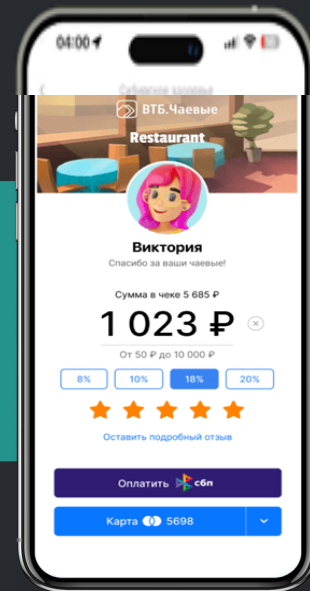 04:00
ВТБ.Чаевые
Restaurant
Виктория
Спасибо за ваши чаевые!
Сумма в чеке 5 685 ₽
1 023 ₽
От 50 ₽ до 10 000 ₽
8% 10% 18% 20%
Оставить подробный отзыв
Оплатить сбп
Карта 5698